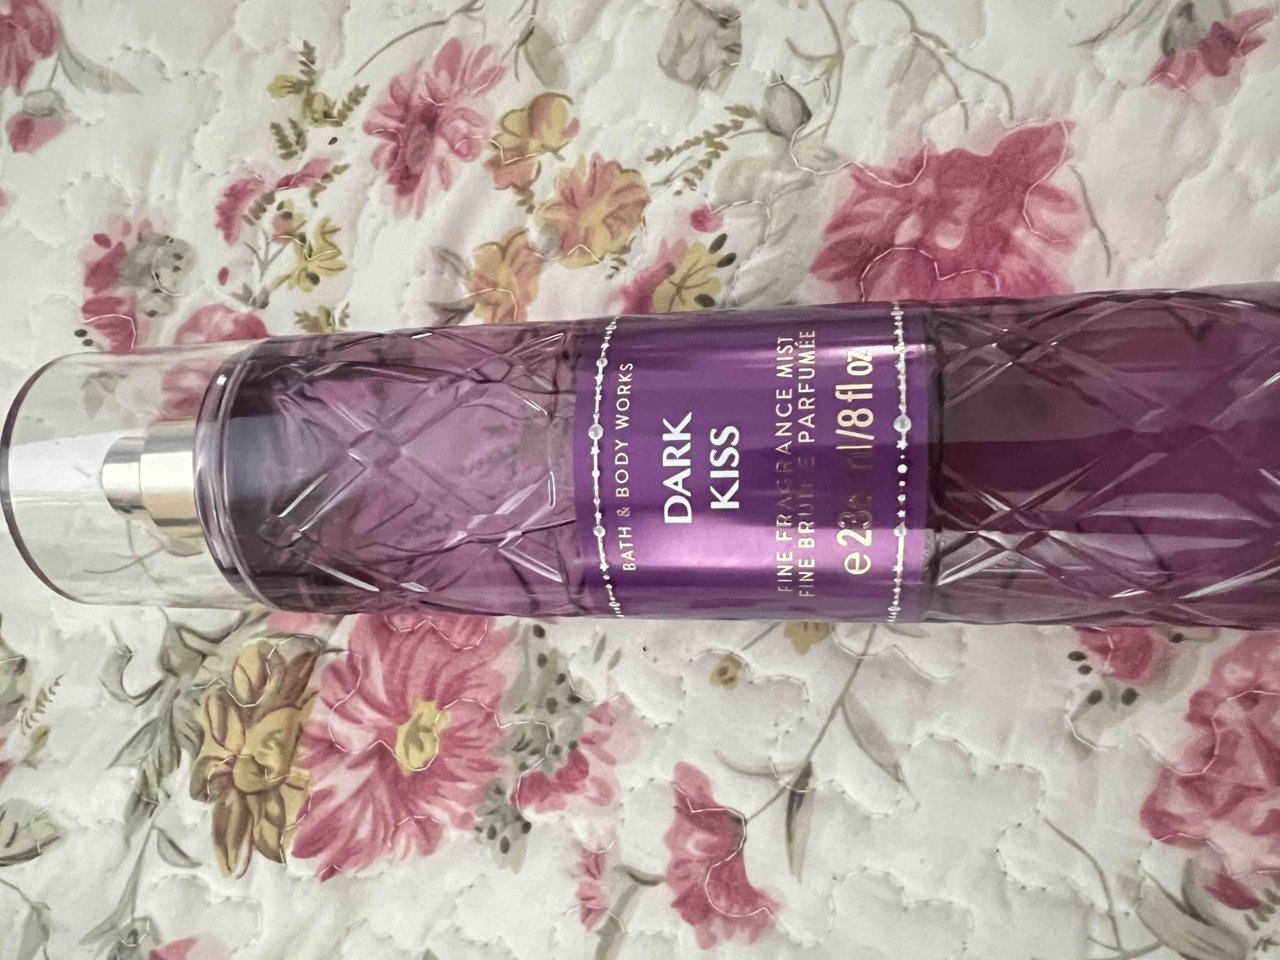 BATH & BODY WORKS
DARK
KISS
FINE FRAGRANCE MIST
FINE BRUME PARFUMÉE
/8 fl oz